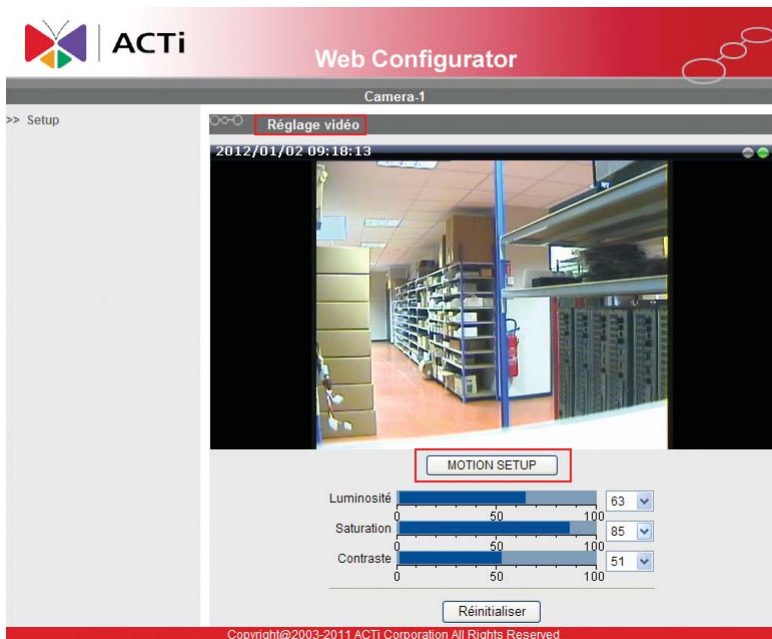 ACTi
Web Configurator
Camera-1
>> Setup
Réglage vidéo
2012/01/02 09:18:13
MOTION SETUP
Luminosité
0 50 100
63
Saturation
0 50 100
85
Contraste
0 50 100
51
Réinitialiser
Copyright@2003-2011 ACTi Corporation All Rights Reserved